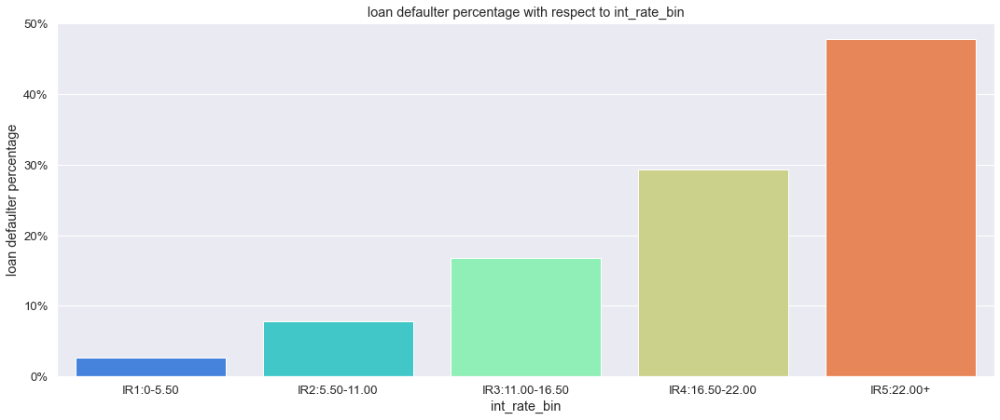 loan defaulter percentage with respect to int_rate_bin
50%
40%
30%
20%
10%
0%
loan defaulter percentage
IR1:0-5.50 IR2:5.50-11.00 IR3:11.00-16.50 IR4:16.50-22.00 IR5:22.00+
int_rate_bin